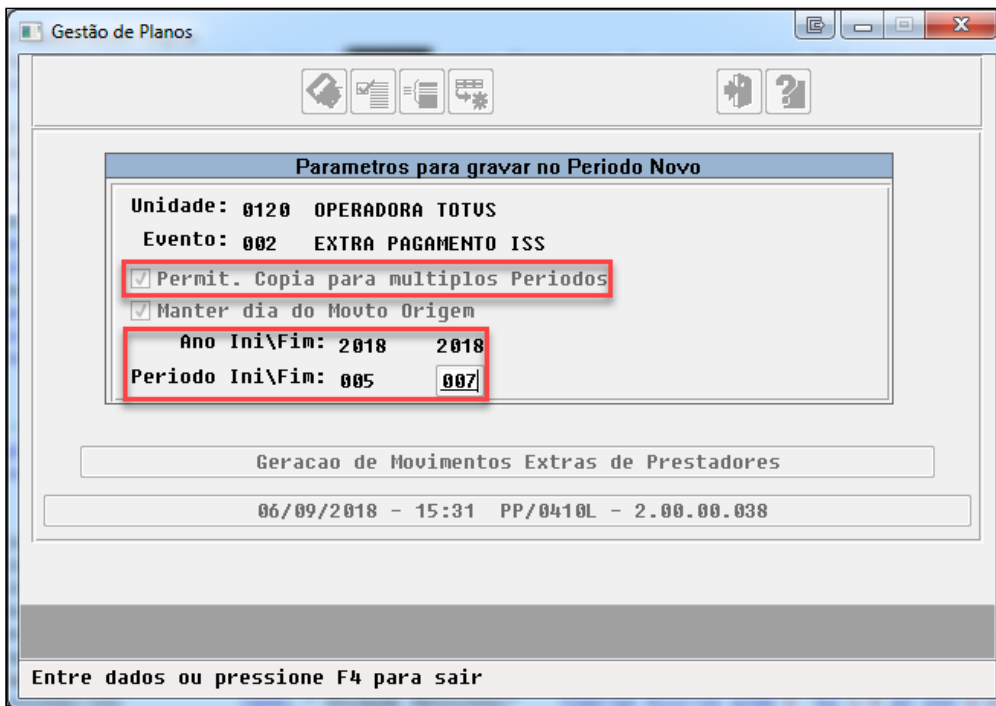 Gestão de Planos
Parametros para gravar no Periodo Novo
Unidade: 0120 OPERADORA TOTVS
Evento: 002 EXTRA PAGAMENTO ISS
Permit. Copia para multiplos Periodos
Manter dia do Movto Origem
Ano Ini\Fim: 2018 2018
Periodo Ini\Fim: 005 007
Geracao de Movimentos Extras de Prestadores
06/09/2018 - 15:31 PP/0410L - 2.00.00.038
Entre dados ou pressione F4 para sair